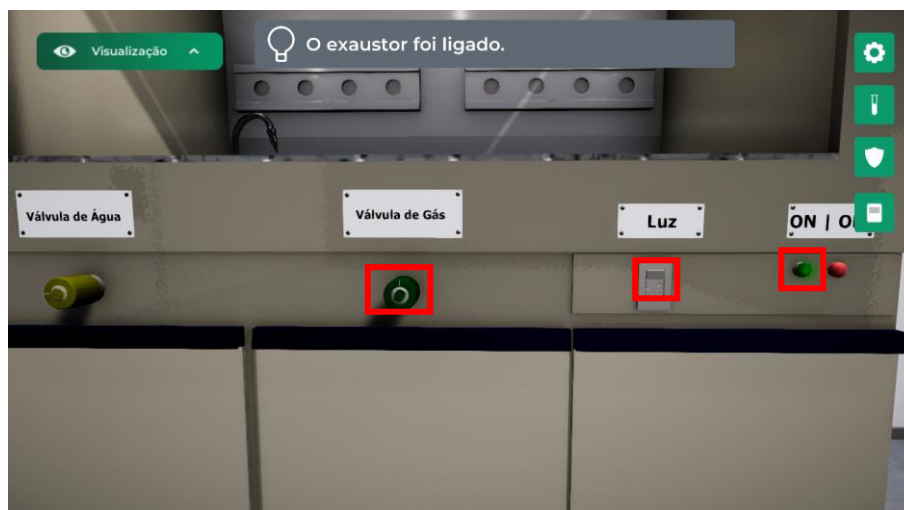 Visualização
O exaustor foi ligado.
Válvula de Água
Válvula de Gás
Luz
ON | O